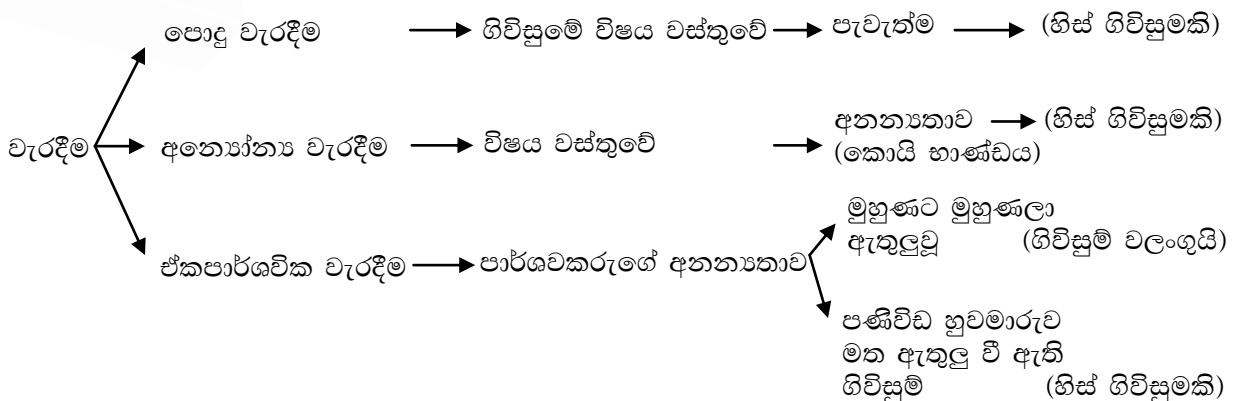 පොදු වැරදීම ගිවිසුමේ විෂය වස්තුවේ පැවැත්ම (හිස් ගිවිසුමකි)
වැරදීම අන්‍යෝන්‍ය වැරදීම විෂය වස්තුවේ අනන්‍යතාව (හිස් ගිවිසුමකි)
(කොයි භාණ්ඩය)
මුහුණට මුහුණලා
ඇතුලුවූ (ගිවිසුම් වලංගුයි)
ඒකපාර්ශවික වැරදීම පාර්ශවකරුගේ අනන්‍යතාව
පණිවිඩ හුවමාරුව
මත ඇතුලු වී ඇති
ගිවිසුම් (හිස් ගිවිසුමකි)